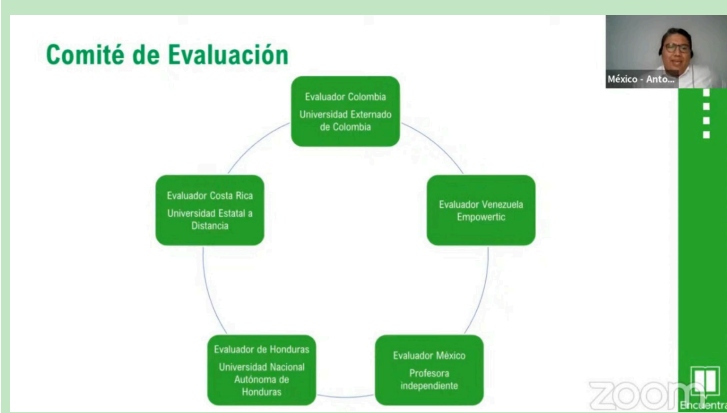 Comité de Evaluación
México - Anto...
Evaluador Colombia
Universidad Externado
de Colombia
Evaluador Costa Rica
Universidad Estatal a
Distancia
Evaluador Venezuela
Empowertic
Evaluador de Honduras
Universidad Nacional
Autónoma de
Honduras
Evaluador México
Profesora
independiente
zoom
Encuentra